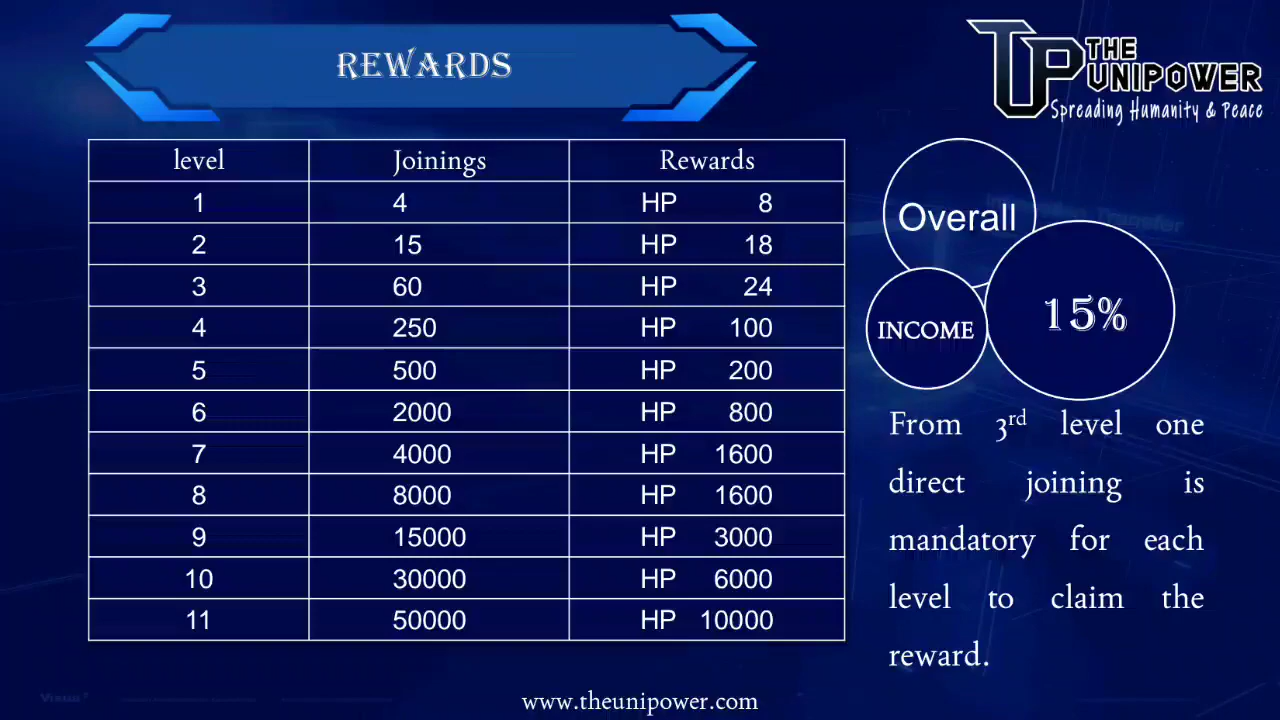 REWARDS
THE
TP UNIPOWER
Spreading Humanity & Peace
level Joinings Rewards
1 4 HP 8
2 15 HP 18
3 60 HP 24
4 250 HP 100
5 500 HP 200
6 2000 HP 800
7 4000 HP 1600
8 8000 HP 1600
9 15000 HP 3000
10 30000 HP 6000
11 50000 HP 10000
Overall
INCOME
15%
From 3rd level one
direct joining is
mandatory for each
level to claim the
reward.
www.theunipower.com